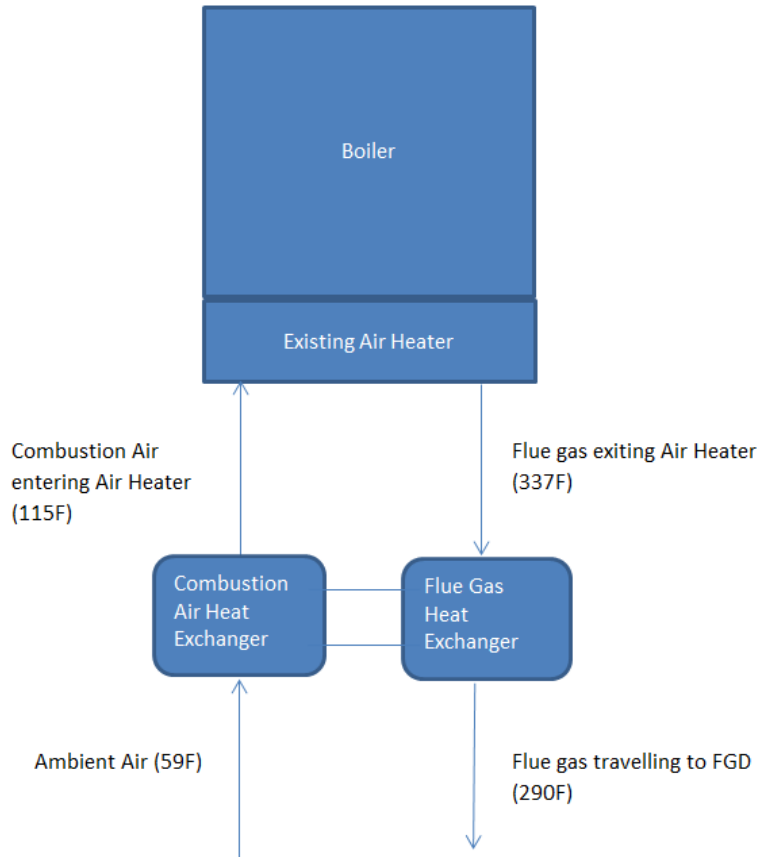 Boiler
Existing Air Heater
Combustion Air
entering Air Heater
(115F)
Flue gas exiting Air Heater
(337F)
Combustion
Air Heat
Exchanger
Flue Gas
Heat
Exchanger
Ambient Air (59F)
Flue gas travelling to FGD
(290F)